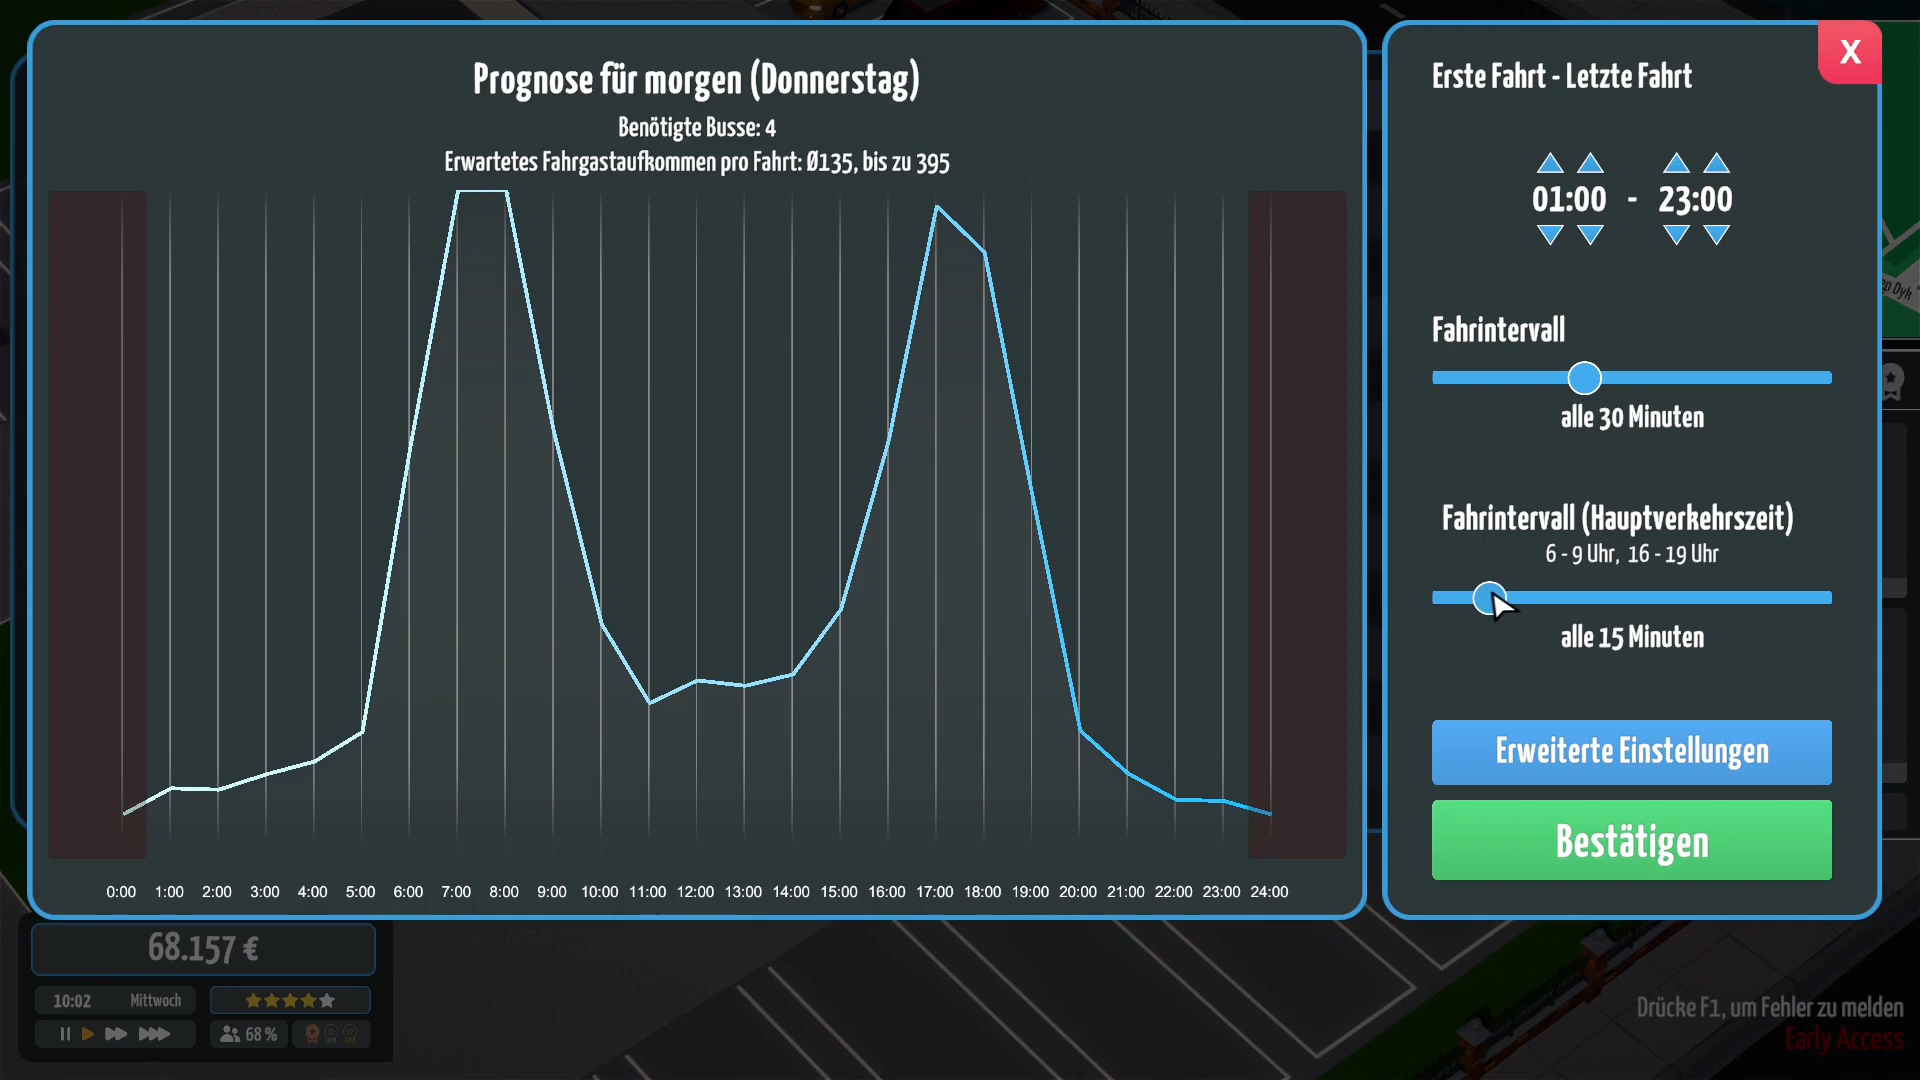 Prognose für morgen (Donnerstag)
Benötigte Busse: 4
Erwartetes Fahrgastaufkommen pro Fahrt: Ø135, bis zu 395
0:00 1:00 2:00 3:00 4:00 5:00 6:00 7:00 8:00 9:00 10:00 11:00 12:00 13:00 14:00 15:00 16:00 17:00 18:00 19:00 20:00 21:00 22:00 23:00 24:00
X
Erste Fahrt - Letzte Fahrt
01:00 - 23:00
Fahrintervall
alle 30 Minuten
Fahrintervall (Hauptverkehrszeit)
6 - 9 Uhr, 16 - 19 Uhr
alle 15 Minuten
Erweiterte Einstellungen
Bestätigen
Dyk
68.157 €
10:02 Mittwoch
68 %
Drücke F1, um Fehler zu melden
Early Access